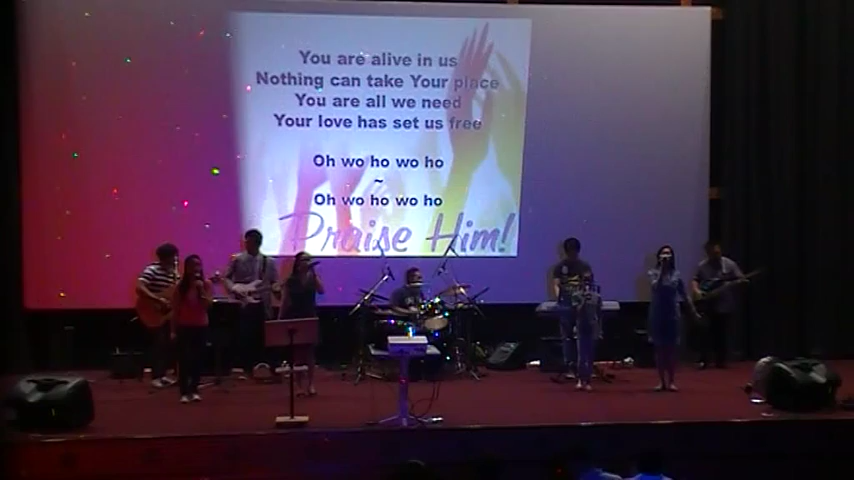 You are alive in us
Nothing can take Your place
You are all we need
Your love has set us free
Oh wo ho wo ho
~
Oh wo ho wo ho
Praise Him!